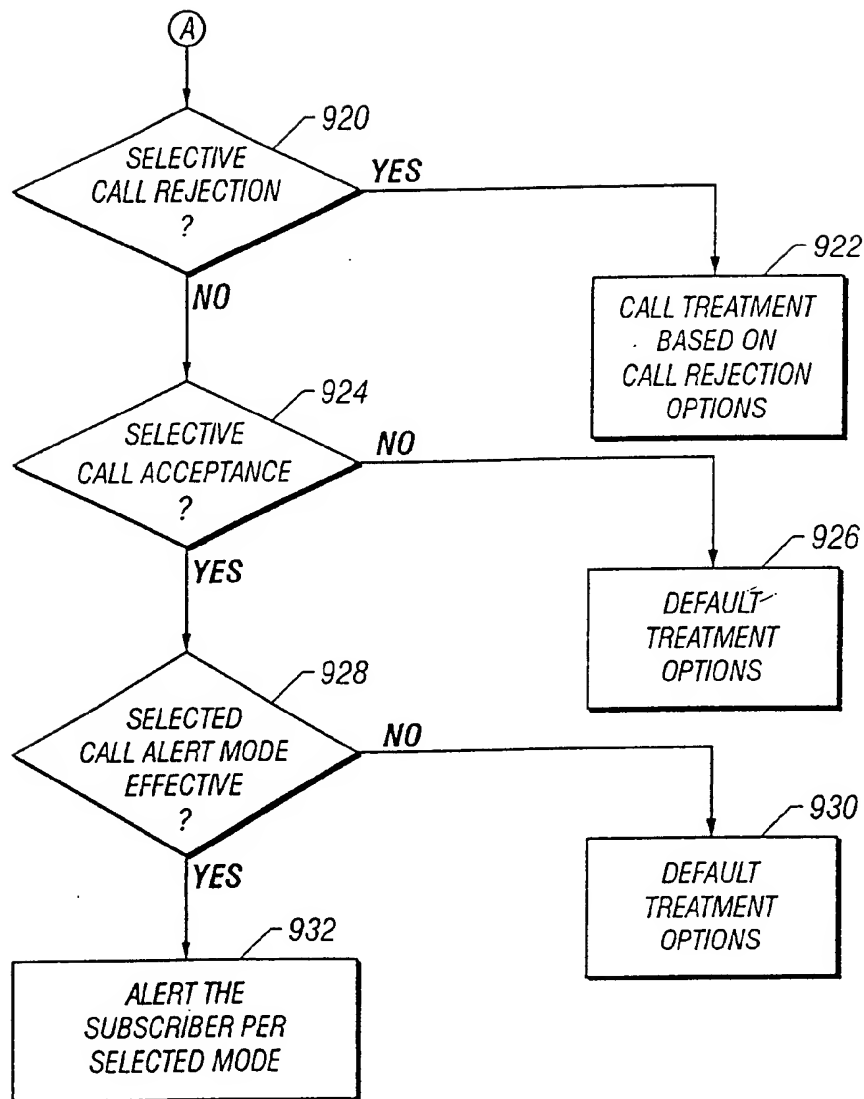 A
920
SELECTIVE
CALL REJECTION
?
YES
NO
922
CALL TREATMENT
BASED ON
CALL REJECTION
OPTIONS
924
SELECTIVE
CALL ACCEPTANCE
?
NO
YES
926
DEFAULT
TREATMENT
OPTIONS
928
SELECTED
CALL ALERT MODE
EFFECTIVE
?
NO
YES
930
DEFAULT
TREATMENT
OPTIONS
932
ALERT THE
SUBSCRIBER PER
SELECTED MODE